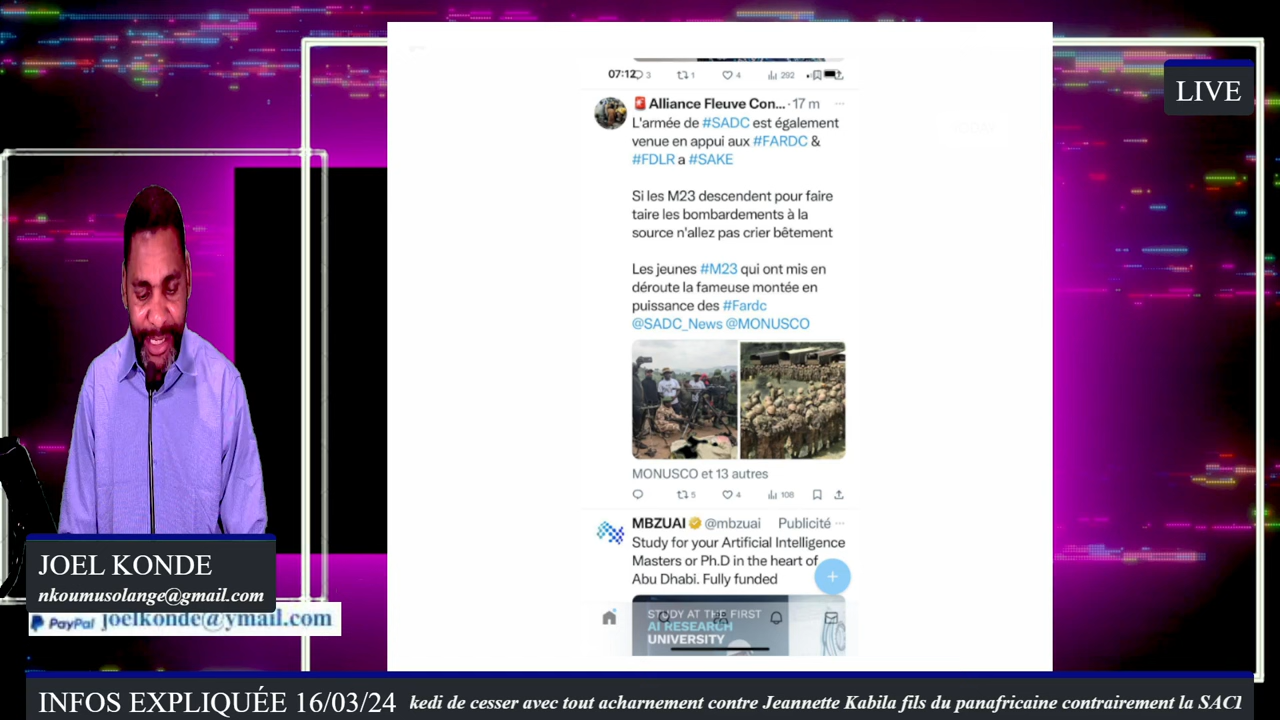 LIVE
07:12
3
1
4
292
Alliance Fleuve Con... · 17 m
L'armée de #SADC est également
venue en appui aux #FARDC &
#FDLR a #SAKE
Si les M23 descendent pour faire
taire les bombardements à la
source n'allez pas crier bêtement
Les jeunes #M23 qui ont mis en
déroute la fameuse montée en
puissance des #Fardc
@SADC_News @MONUSCO
MONUSCO et 13 autres
5
4
108
MBZUAI @mbzuai Publicité
Study for your Artificial Intelligence
Masters or Ph.D in the heart of
Abu Dhabi. Fully funded
STUDY AT THE FIRST
AI RESEARCH
UNIVERSITY
JOEL KONDE
nkoumusolange@gmail.com
PayPal joelkonde@ymail.com
INFOS EXPLIQUÉE 16/03/24 kedi de cesser avec tout acharnement contre Jeannette Kabila fils du panafricaine contrairement la SAC1